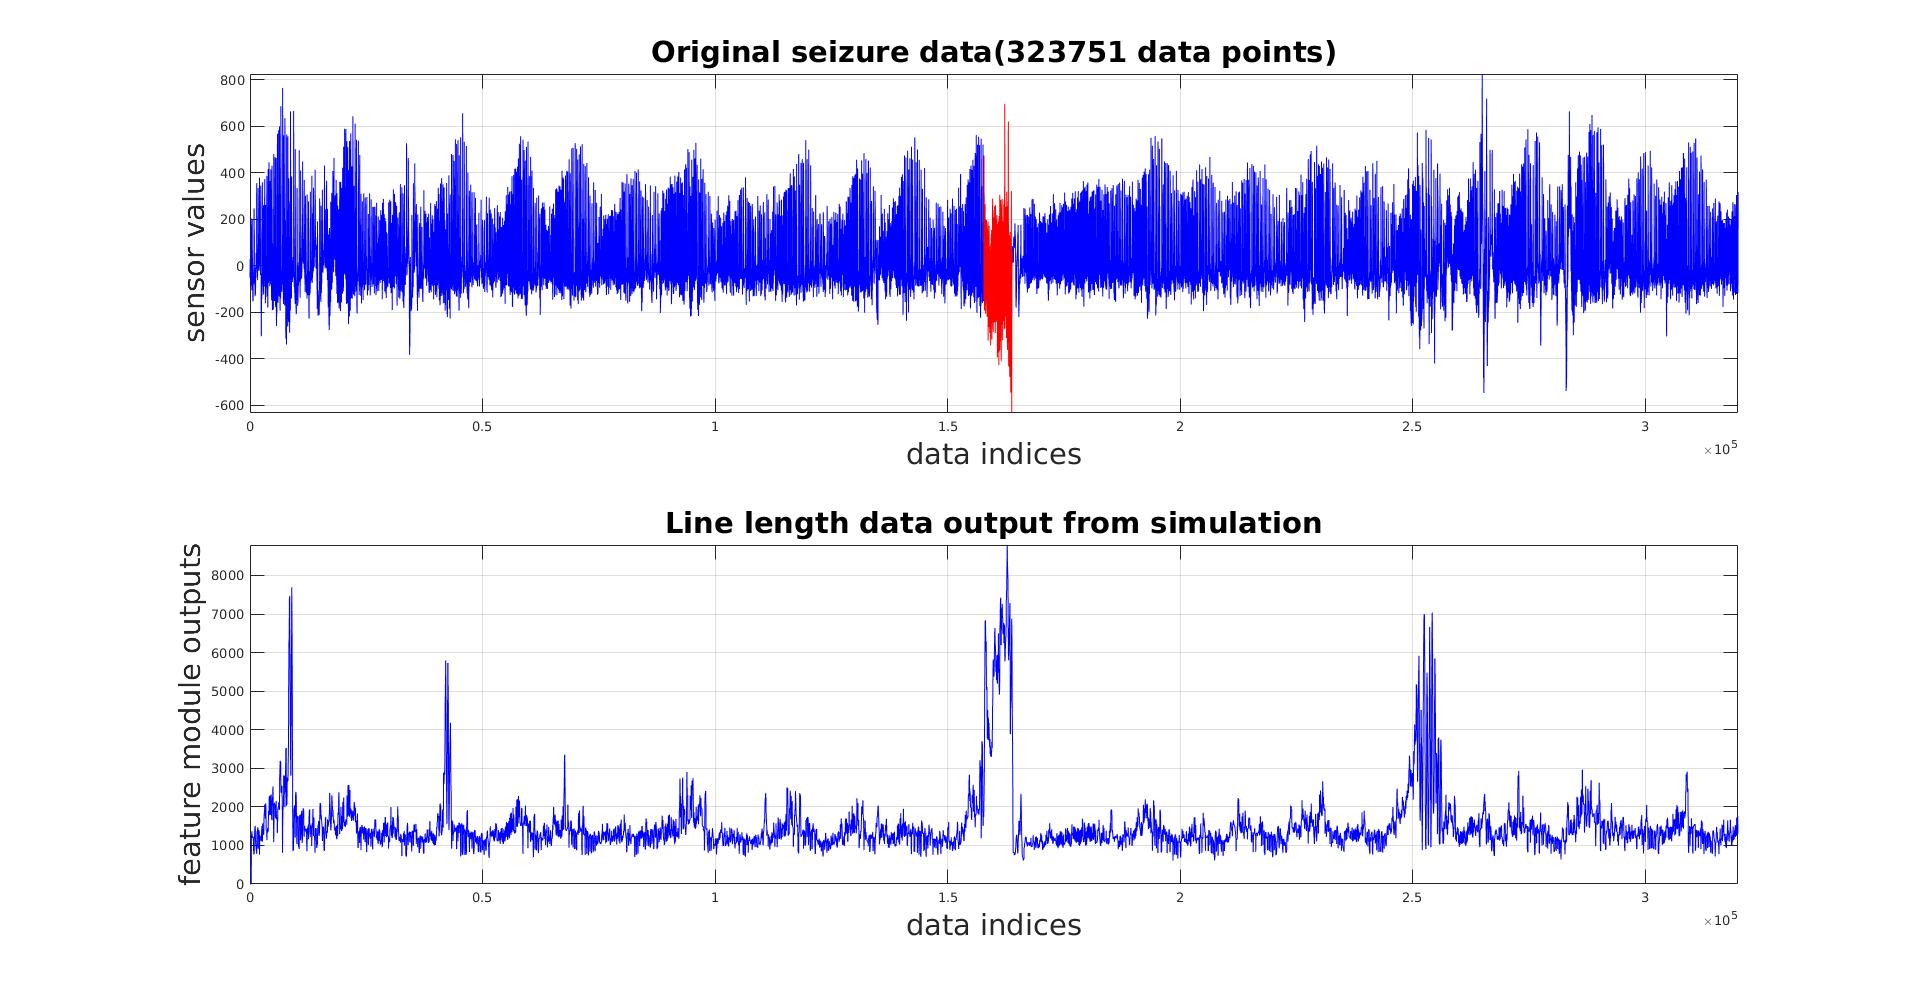 Original seizure data(323751 data points)
sensor values
800
600
400
200
0
-200
-400
-600
0 0.5 1 1.5 2 2.5 3
×10^5
data indices
Line length data output from simulation
feature module outputs
8000
7000
6000
5000
4000
3000
2000
1000
0
0 0.5 1 1.5 2 2.5 3
×10^5
data indices